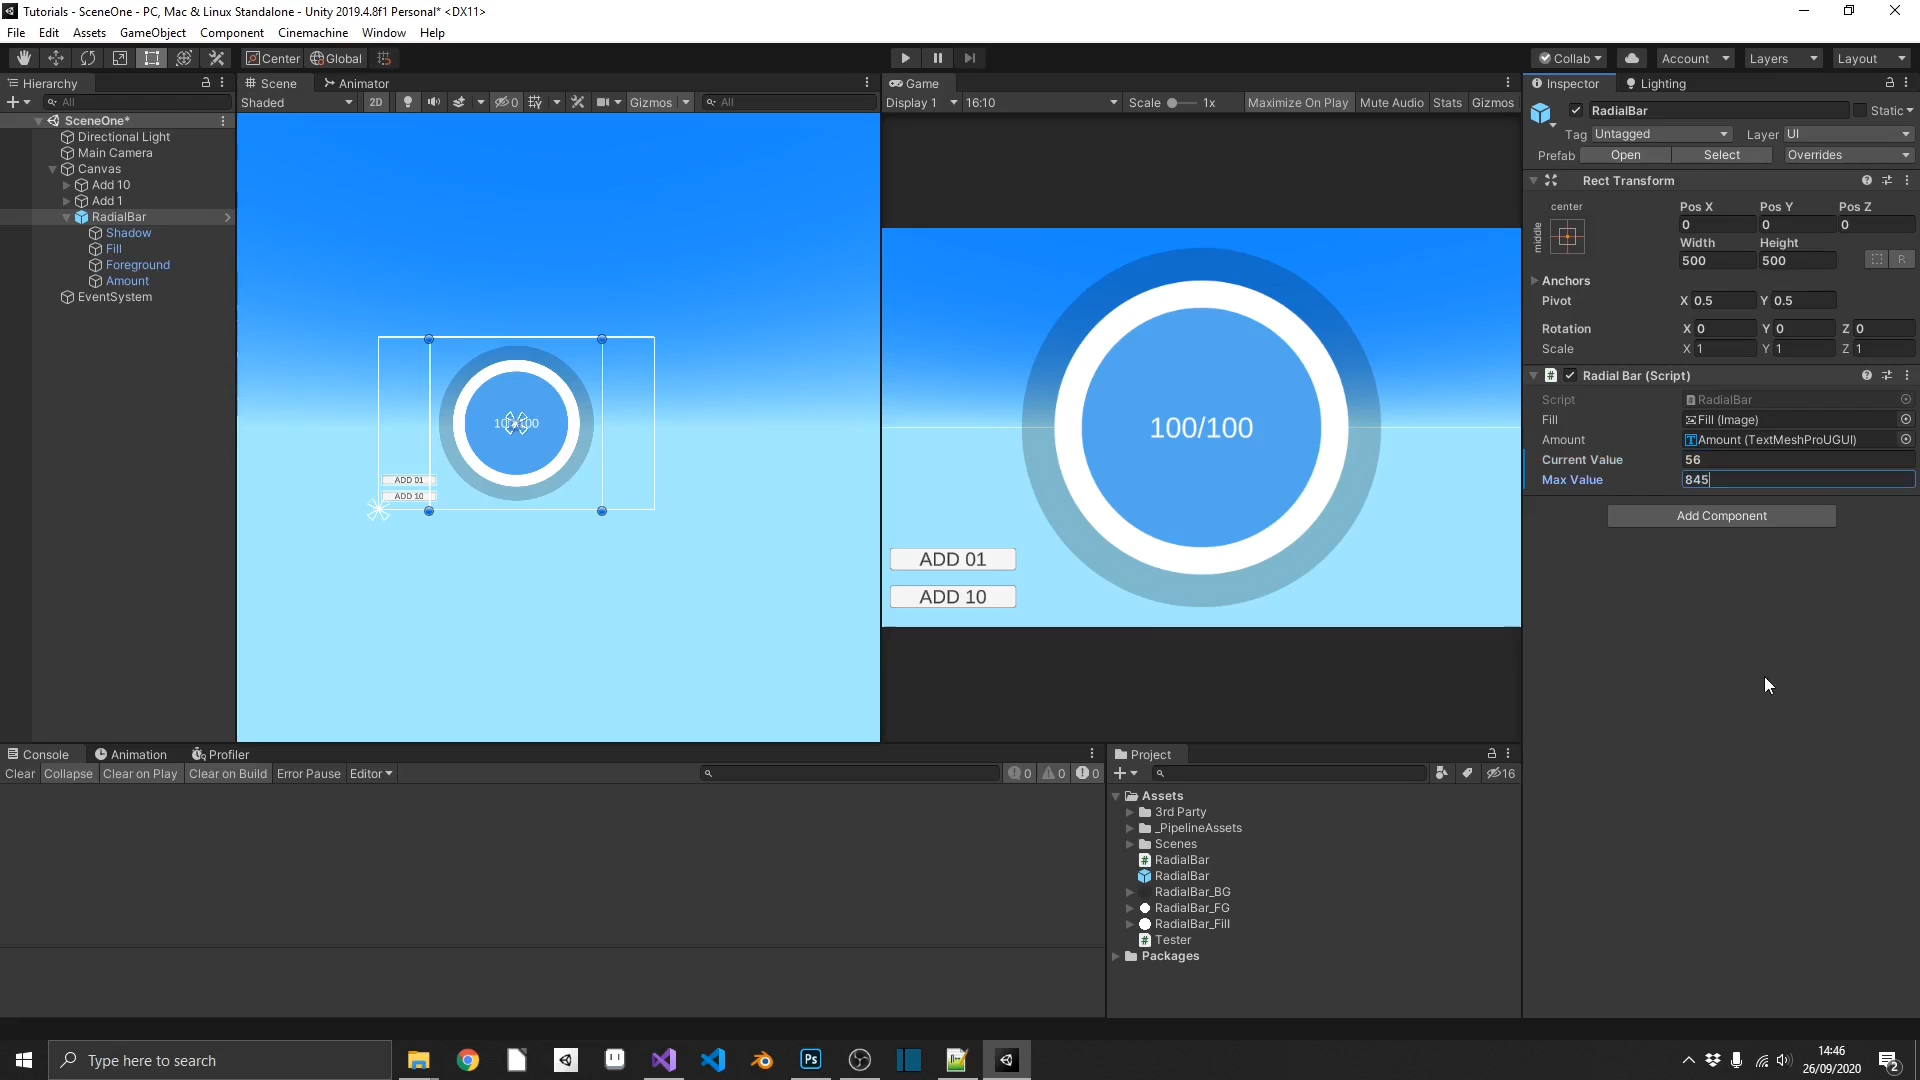 Tutorials - SceneOne - PC, Mac & Linux Standalone - Unity 2019.4.8f1 Personal* <DX11>
File Edit Assets GameObject Component Cinemachine Window Help
Center Global
Collab Account Layers Layout
Hierarchy
All
SceneOne*
Directional Light
Main Camera
Canvas
Add 10
Add 1
RadialBar
Shadow
Fill
Foreground
Amount
EventSystem
Scene Animator
Shaded 2D 0 Gizmos All
ADD 01
ADD 10
Game
Display 1 16:10 Scale 1x Maximize On Play Mute Audio Stats Gizmos
100/100
ADD 01
ADD 10
Inspector Lighting
RadialBar Static
Tag Untagged Layer UI
Prefab Open Select Overrides
Rect Transform
center
middle
Pos X Pos Y Pos Z
0 0 0
Width Height
500 500 R
Anchors
Pivot X 0.5 Y 0.5
Rotation X 0 Y 0 Z 0
Scale X 1 Y 1 Z 1
Radial Bar (Script)
Script RadialBar
Fill Fill (Image)
Amount Amount (TextMeshProUGUI)
Current Value 56
Max Value 845
Add Component
Console Animation Profiler
Clear Collapse Clear on Play Clear on Build Error Pause Editor 0 0 0
Project
16
Assets
3rd Party
_PipelineAssets
Scenes
RadialBar
RadialBar
RadialBar_BG
RadialBar_FG
RadialBar_Fill
Tester
Packages
Type here to search
Ps
14:46
26/09/2020
2